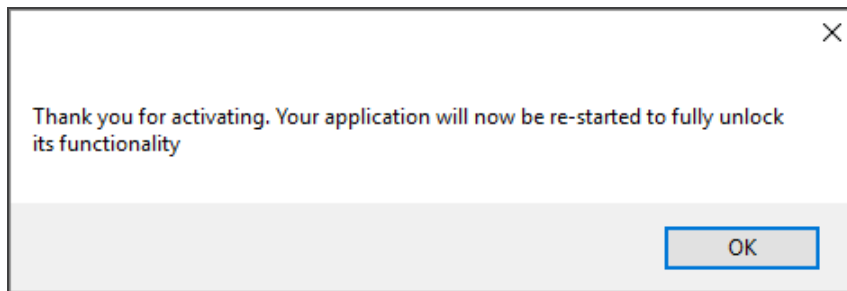 Thank you for activating. Your application will now be re-started to fully unlock
its functionality
OK